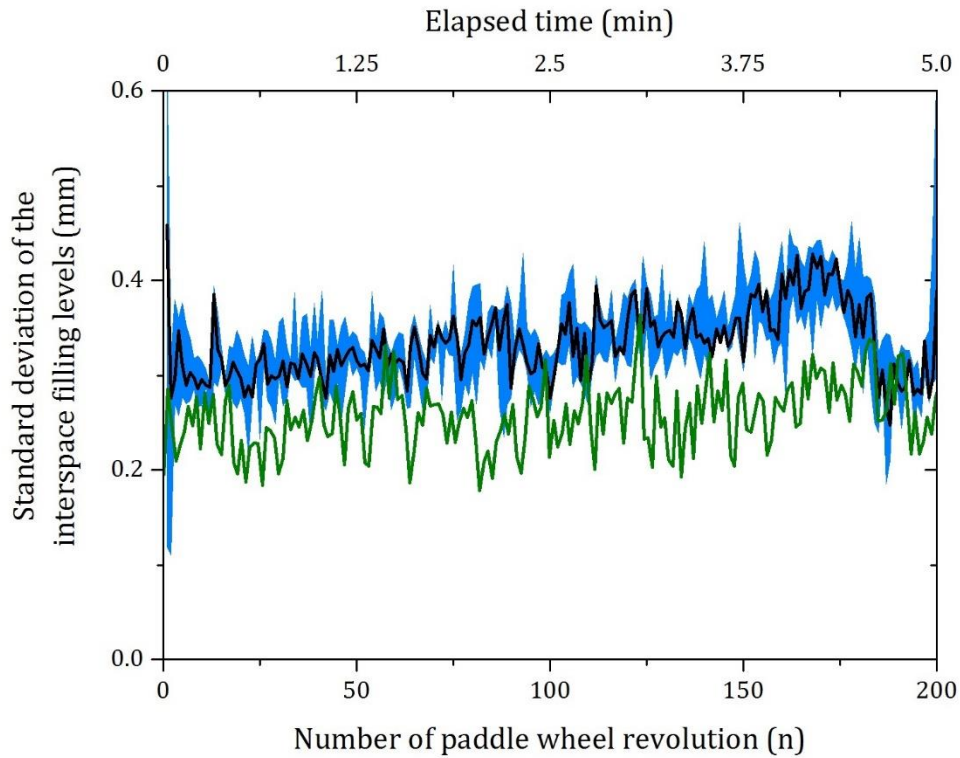 Elapsed time (min)
0 1.25 2.5 3.75 5.0
Standard deviation of the
interspace filling levels (mm)
0.6
0.4
0.2
0.0
0 50 100 150 200
Number of paddle wheel revolution (n)